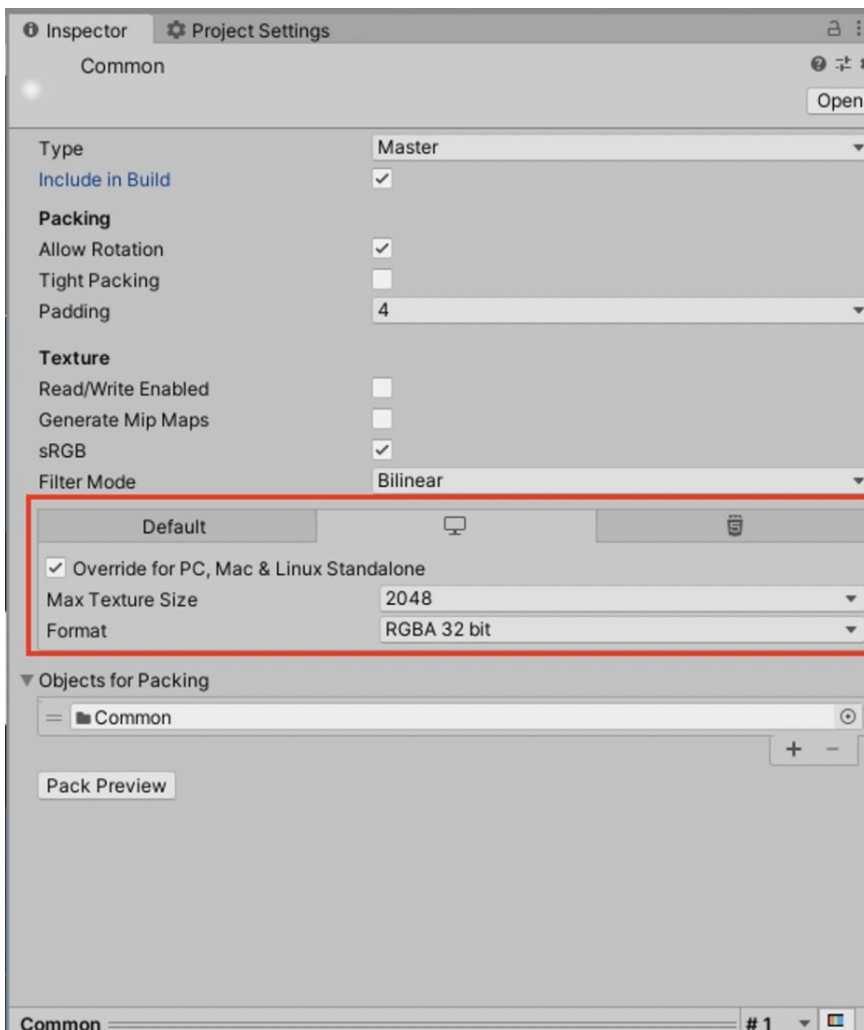 Inspector Project Settings
Common
Open
Type Master
Include in Build
Packing
Allow Rotation
Tight Packing
Padding 4
Texture
Read/Write Enabled
Generate Mip Maps
sRGB
Filter Mode Bilinear
Default
Override for PC, Mac & Linux Standalone
Max Texture Size 2048
Format RGBA 32 bit
Objects for Packing
Common
+ −
Pack Preview
Common #1